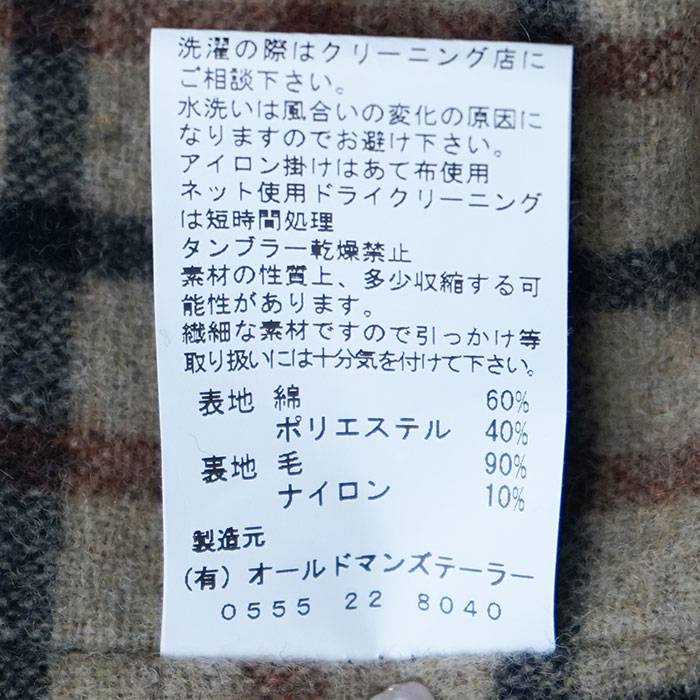 洗濯の際はクリーニング店に
ご相談下さい。
水洗いは風合いの変化の原因に
なりますのでお避け下さい。
アイロン掛けはあて布使用
ネット使用ドライクリーニング
は短時間処理
タンブラー乾燥禁止
素材の性質上、多少収縮する可
能性があります。
繊細な素材ですので引っかけ等
取り扱いには十分気を付けて下さい。
表地 綿 60%
ポリエステル 40%
裏地 毛 90%
ナイロン 10%
製造元
(有) オールドマンズテーラー
0555 22 8040